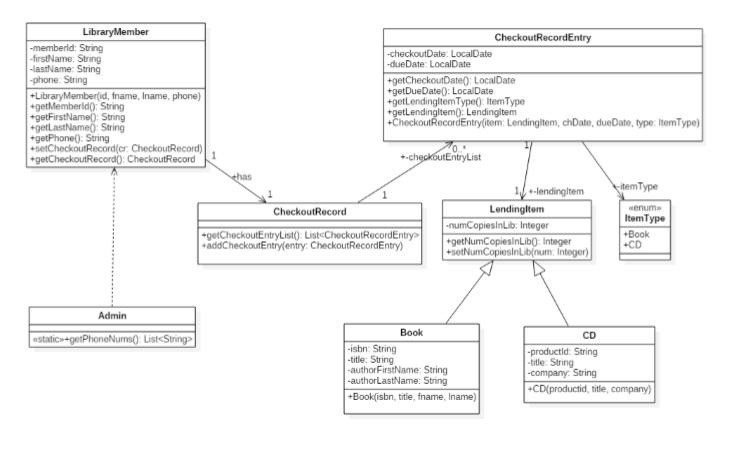 LibraryMember
-memberId: String
-firstName: String
-lastName: String
-phone: String
+LibraryMember(id, fname, lname, phone)
+getMemberId(): String
+getFirstName(): String
+getLastName(): String
+getPhone(): String
+setCheckoutRecord(cr: CheckoutRecord)
+getCheckoutRecord(): CheckoutRecord
CheckoutRecordEntry
-checkoutDate: LocalDate
-dueDate: LocalDate
+getCheckoutDate(): LocalDate
+getDueDate(): LocalDate
+getLendingItemType(): ItemType
+getLendingItem(): LendingItem
+CheckoutRecordEntry(item: LendingItem, chDate, dueDate, type: ItemType)
1
+has
1
1
0..*
+-checkoutEntryList
1
1
+-lendingItem
+-itemType
CheckoutRecord
+getCheckoutEntryList(): List<CheckoutRecordEntry>
+addCheckoutEntry(entry: CheckoutRecordEntry)
LendingItem
-numCopiesInLib: Integer
+getNumCopiesInLib(): Integer
+setNumCopiesInLib(num: Integer)
«enum»
ItemType
+Book
+CD
Admin
«static»+getPhoneNums(): List<String>
Book
-isbn: String
-title: String
-authorFirstName: String
-authorLastName: String
+Book(isbn, title, fname, lname)
CD
-productId: String
-title: String
-company: String
+CD(productid, title, company)